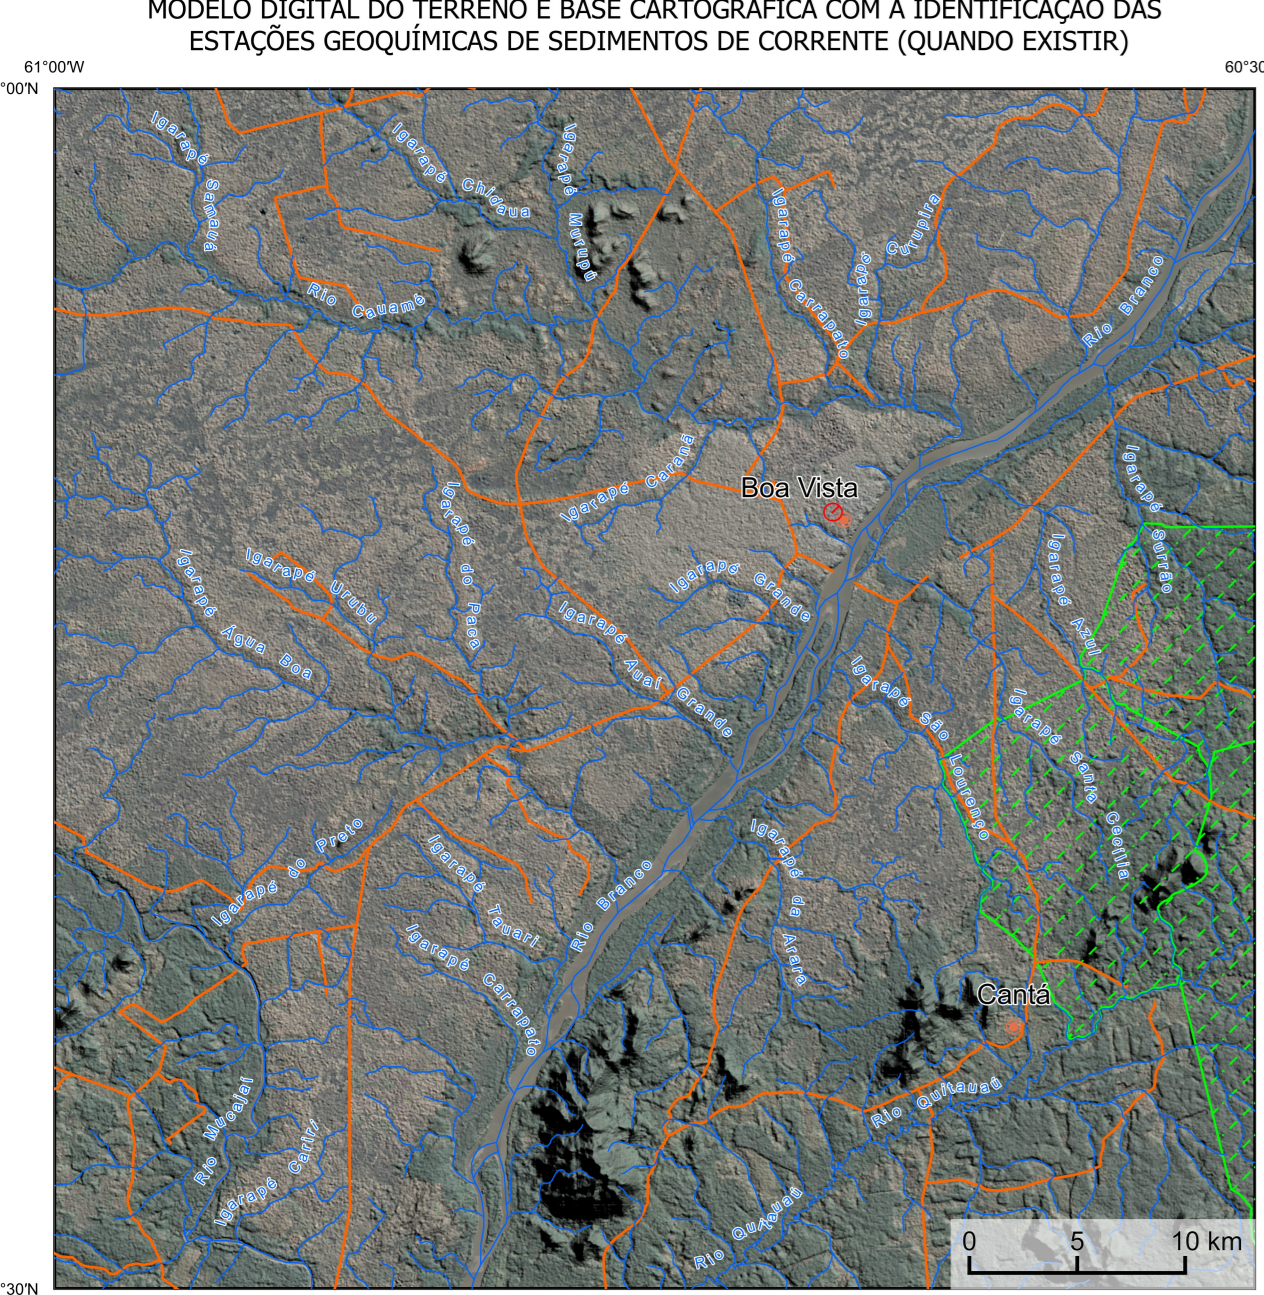 MODELO DIGITAL DO TERRENO E BASE CARTOGRÁFICA COM A IDENTIFICAÇÃO DAS
ESTAÇÕES GEOQUÍMICAS DE SEDIMENTOS DE CORRENTE (QUANDO EXISTIR)
61°00'W
60°30
°00'N
Igarapé Samaúá
Igarapé Chidaua
Igarapé Murupú
Igarapé Carrapato
Igarapé Curupira
Rio Branco
Rio Cauamé
Igarapé Caranã
Boa Vista
Igarapé Surrão
Igarapé do Paca
Igarapé Urubu
Igarapé Água Boa
Igarapé Grande
Igarapé Auaí Grande
Igarapé Azul
Igarapé São Lourenço
Igarapé Santa Cecília
Igarapé do Preto
Igarapé Tauari
Rio Branco
Igarapé da Arara
Igarapé Carrapato
Cantá
Rio Mucajaí
Igarapé Carir
Rio Quitauaú
Rio Quitauaú
0 5 10 km
°30'N